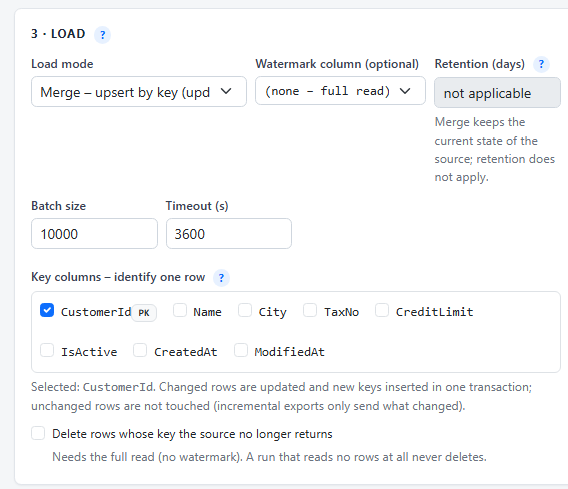 3 · LOAD ?
Load mode
Watermark column (optional)
Retention (days) ?
Merge – upsert by key (upd
(none – full read)
not applicable
Merge keeps the
current state of the
source; retention does
not apply.
Batch size
Timeout (s)
10000
3600
Key columns – identify one row ?
CustomerId PK Name City TaxNo CreditLimit
IsActive CreatedAt ModifiedAt
Selected: CustomerId. Changed rows are updated and new keys inserted in one transaction;
unchanged rows are not touched (incremental exports only send what changed).
Delete rows whose key the source no longer returns
Needs the full read (no watermark). A run that reads no rows at all never deletes.